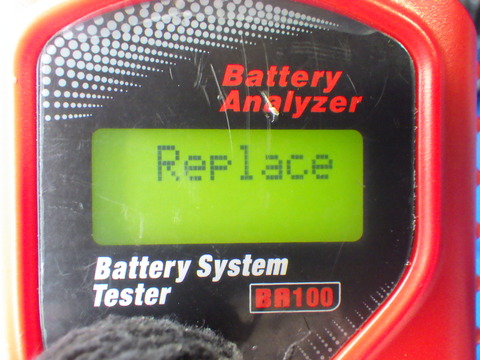 Battery
Analyzer
Replace
Battery System
Tester
BR100